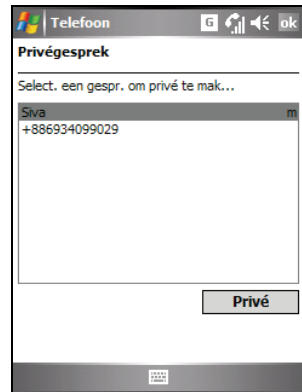 Telefoon G ok
Privégesprek
Select. een gespr. om privé te mak...
Siva m
+886934099029
Privé